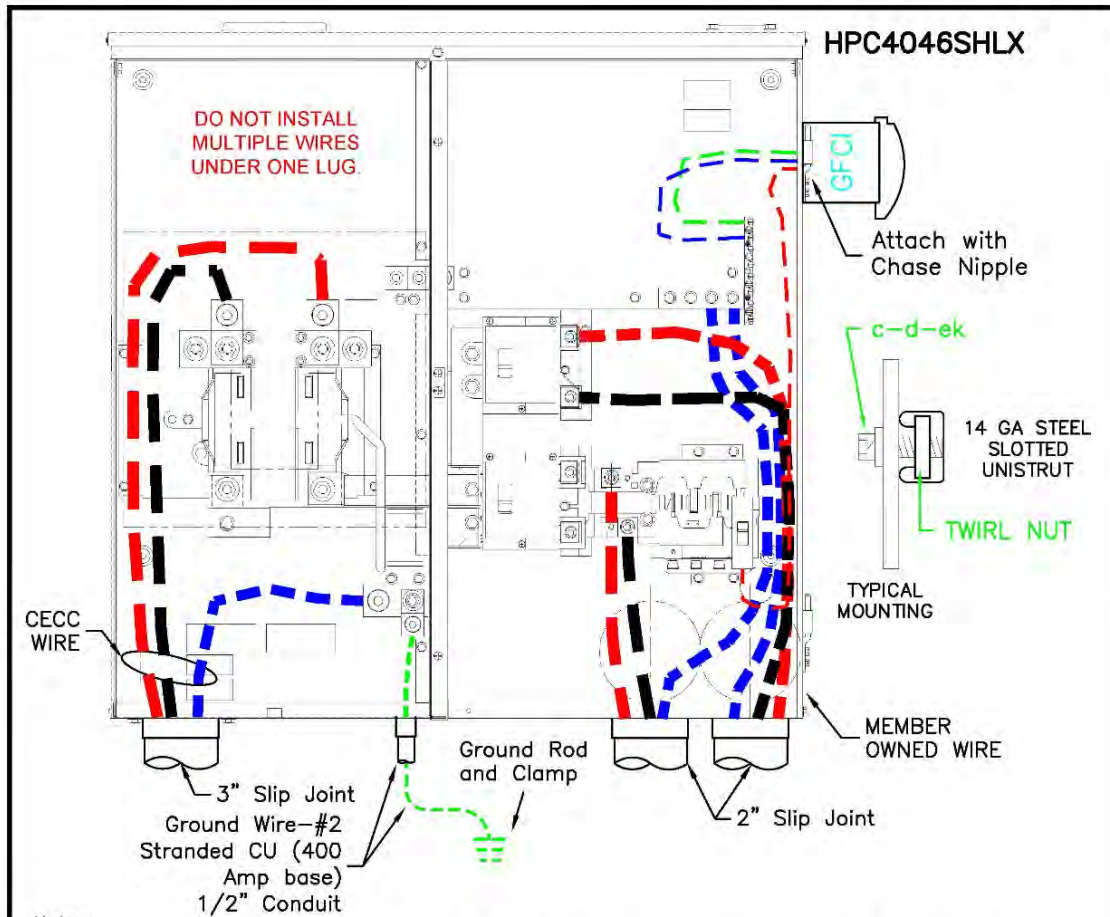 HPC4046SHLX
DO NOT INSTALL
MULTIPLE WIRES
UNDER ONE LUG.
GFCI
Attach with
Chase Nipple
c-d-ek
14 GA STEEL
SLOTTED
UNISTRUT
TWIRL NUT
TYPICAL
MOUNTING
CECC
WIRE
MEMBER
OWNED WIRE
Ground Rod
and Clamp
3" Slip Joint
2" Slip Joint
Ground Wire-#2
Stranded CU (400
Amp base)
1/2" Conduit